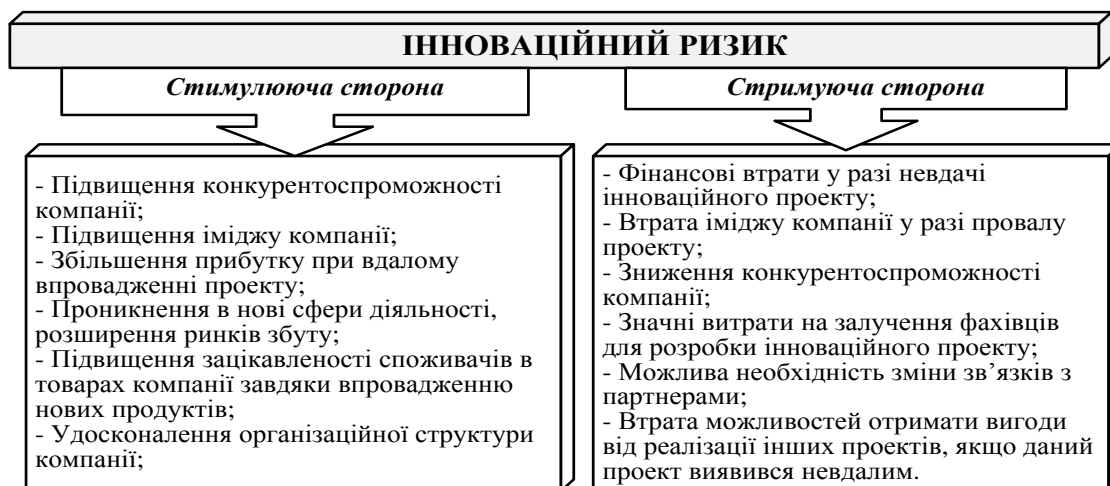 ІННОВАЦІЙНИЙ РИЗИК
Стимулююча сторона
Стримуюча сторона
- Підвищення конкурентоспроможності
компанії;
- Підвищення іміджу компанії;
- Збільшення прибутку при вдалому
впровадженні проекту;
- Проникнення в нові сфери діяльності,
розширення ринків збуту;
- Підвищення зацікавленості споживачів в
товарах компанії завдяки впровадженню
нових продуктів;
- Удосконалення організаційної структури
компанії;
- Фінансові втрати у разі невдачі
інноваційного проекту;
- Втрата іміджу компанії у разі провалу
проекту;
- Зниження конкурентоспроможності
компанії;
- Значні витрати на залучення фахівців
для розробки інноваційного проекту;
- Можлива необхідність зміни зв’язків з
партнерами;
- Втрата можливостей отримати вигоди
від реалізації інших проектів, якщо даний
проект виявився невдалим.